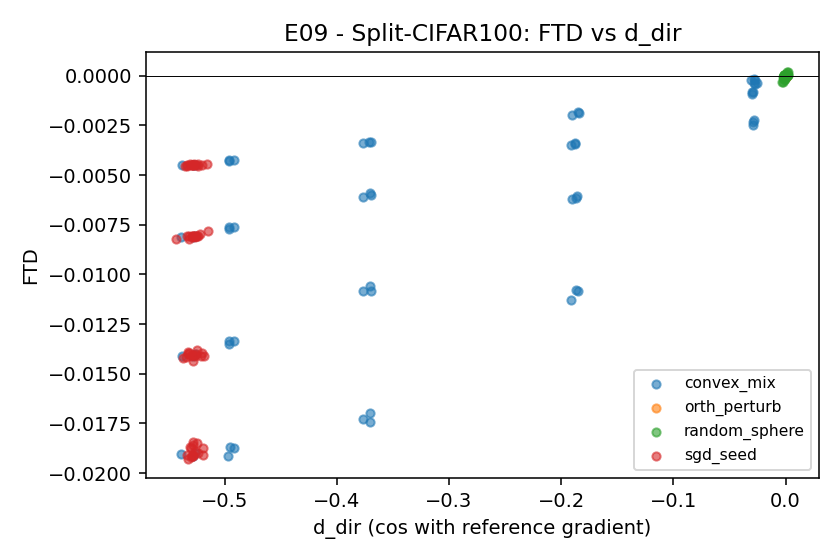 E09 - Split-CIFAR100: FTD vs d_dir
0.0000
−0.0025
−0.0050
−0.0075
−0.0100
−0.0125
−0.0150
−0.0175
−0.0200
FTD
convex_mix
orth_perturb
random_sphere
sgd_seed
−0.5
−0.4
−0.3
−0.2
−0.1
0.0
d_dir (cos with reference gradient)